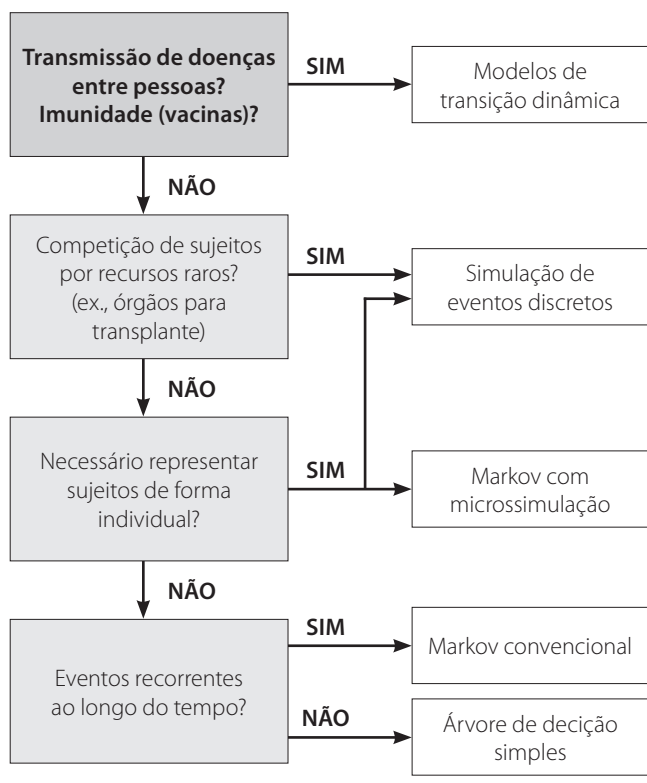 Transmissão de doenças
entre pessoas?
Imunidade (vacinas)?
SIM
Modelos de
transição dinâmica
NÃO
Competição de sujeitos
por recursos raros?
(ex., órgãos para
transplante)
SIM
Simulação de
eventos discretos
NÃO
Necessário representar
sujeitos de forma
individual?
SIM
Markov com
microssimulação
NÃO
Eventos recorrentes
ao longo do tempo?
SIM
Markov convencional
NÃO
Árvore de decição
simples